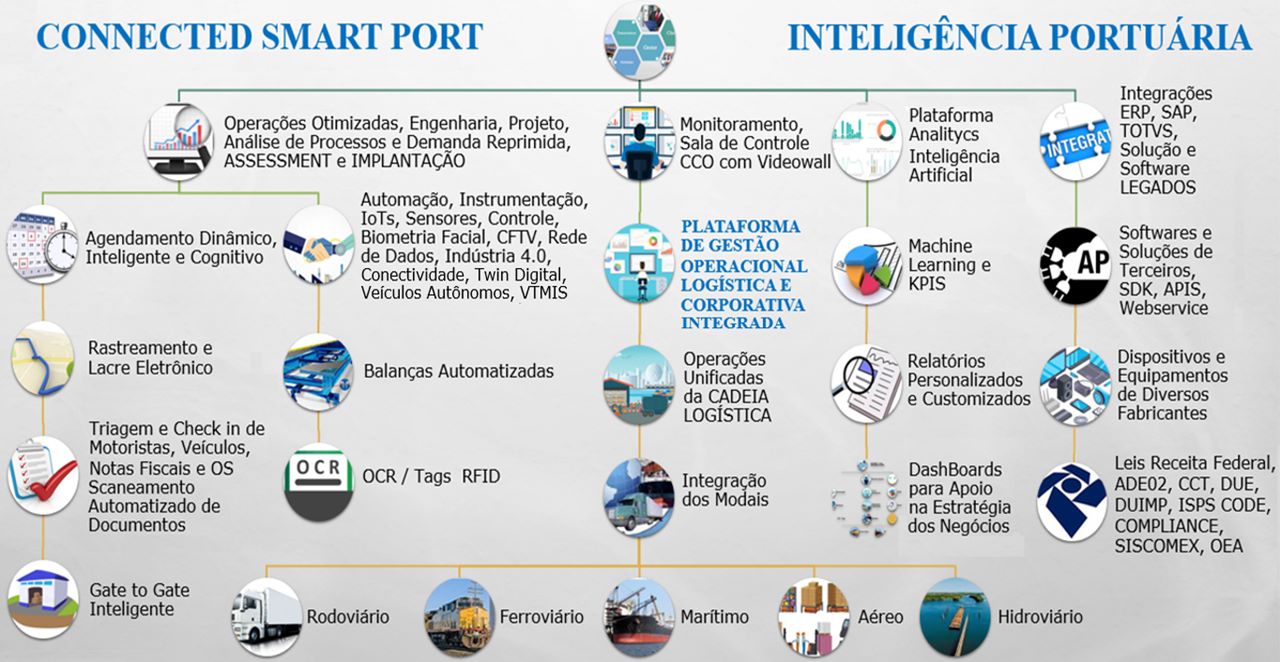 CONNECTED SMART PORT
INTELIGÊNCIA PORTUÁRIA
Operações Otimizadas, Engenharia, Projeto,
Análise de Processos e Demanda Reprimida,
ASSESSMENT e IMPLANTAÇÃO
Monitoramento,
Sala de Controle
CCO com Videowall
Plataforma
Analitycs
Inteligência
Artificial
INTEGRAT
Integrações
ERP, SAP,
TOTVS,
Solução e
Software
LEGADOS
Agendamento Dinâmico,
Inteligente e Cognitivo
Automação, Instrumentação,
IoTs, Sensores, Controle,
Biometria Facial, CFTV, Rede
de Dados, Indústria 4.0,
Conectividade, Twin Digital,
Veículos Autônomos, VTMIS
PLATAFORMA
DE GESTÃO
OPERACIONAL
LOGÍSTICA E
CORPORATIVA
INTEGRADA
Machine
Learning e
KPIS
AP
Softwares e
Soluções de
Terceiros,
SDK, APIS,
Webservice
Rastreamento e
Lacre Eletrônico
Balanças Automatizadas
Operações
Unificadas
da CADEIA
LOGÍSTICA
Relatórios
Personalizados
e Customizados
Dispositivos e
Equipamentos
de Diversos
Fabricantes
Triagem e Check in de
Motoristas, Veículos,
Notas Fiscais e OS
Scaneamento
Automatizado de
Documentos
OCR
OCR / Tags RFID
Integração
dos Modais
DashBoards
para Apoio
na Estratégia
dos Negócios
Leis Receita Federal,
ADE02, CCT, DUE,
DUIMP, ISPS CODE,
COMPLIANCE,
SISCOMEX, OEA
Gate to Gate
Inteligente
Rodoviário
Ferroviário
Marítimo
Aéreo
Hidroviário